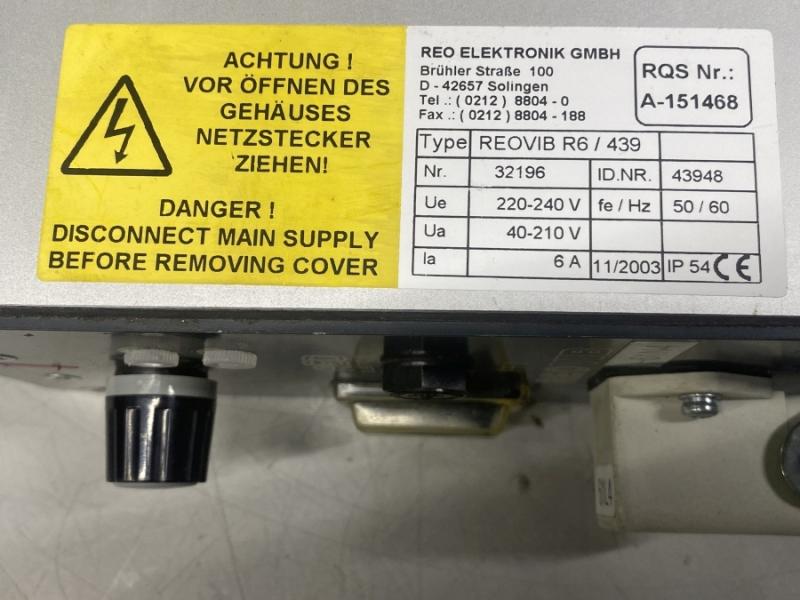 ACHTUNG !
VOR ÖFFNEN DES
GEHÄUSES
NETZSTECKER
ZIEHEN!
DANGER !
DISCONNECT MAIN SUPPLY
BEFORE REMOVING COVER
REO ELEKTRONIK GMBH
Brühler Straße 100
D - 42657 Solingen
Tel .: ( 0212 ) 8804 - 0
Fax .: ( 0212 ) 8804 - 188
RQS Nr.:
A-151468
Type REOVIB R6 / 439
Nr. 32196 ID.NR. 43948
Ue 220-240 V fe / Hz 50 / 60
Ua 40-210 V
Ia 6 A 11/2003 IP 54 CE